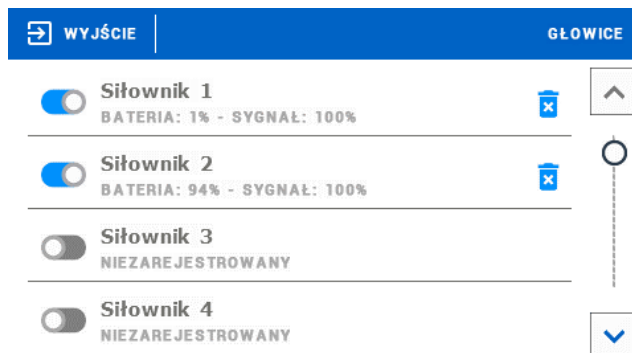 WYJŚCIE
GŁOWICE
Siłownik 1
BATERIA: 1% - SYGNAŁ: 100%
Siłownik 2
BATERIA: 94% - SYGNAŁ: 100%
Siłownik 3
NIEZAREJESTROWANY
Siłownik 4
NIEZAREJESTROWANY